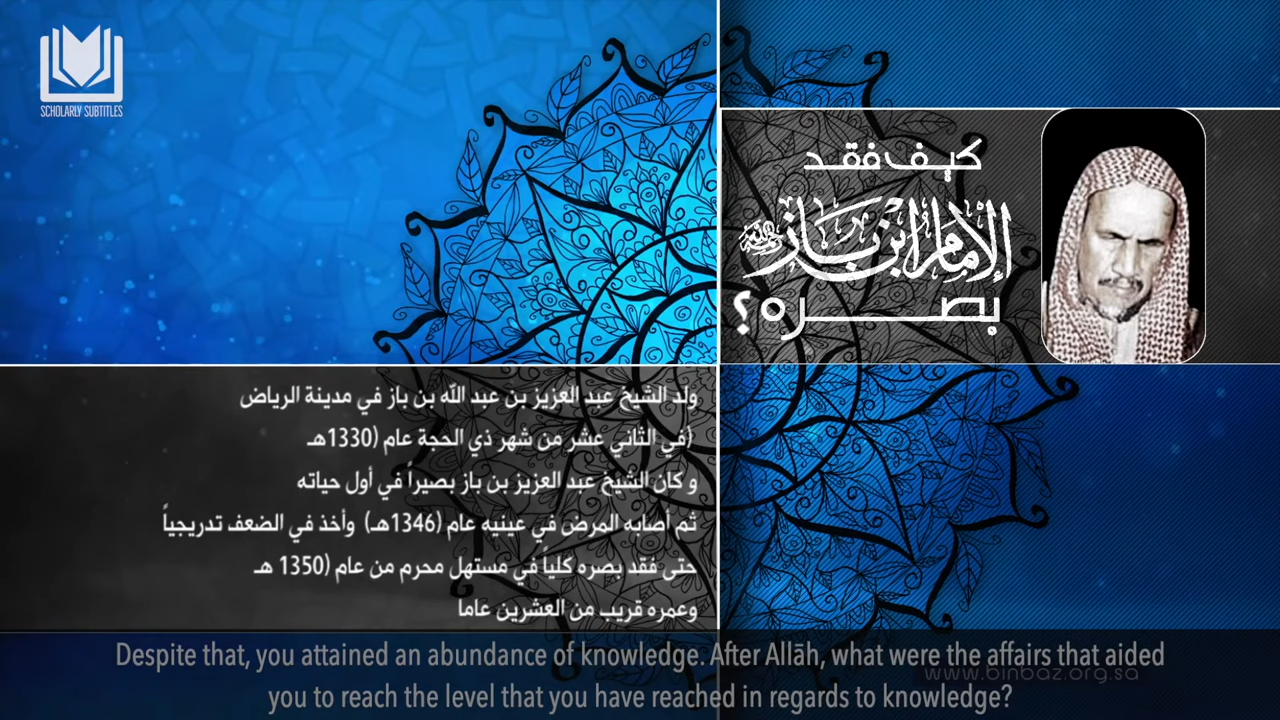 SCHOLARLY SUBTITLES
كيف فقد
الإمام ابن باز رحمه الله
بصره؟
ولد الشيخ عبد العزيز بن عبد الله بن باز في مدينة الرياض
(في الثاني عشر من شهر ذي الحجة عام (1330هـ
و كان الشيخ عبد العزيز بن باز بصيراً في أول حياته
ثم أصابه المرض في عينيه عام (1346هـ) وأخذ في الضعف تدريجياً
حتى فقد بصره كلياً في مستهل محرم من عام (1350 هـ
وعمره قريب من العشرين عاما
Despite that, you attained an abundance of knowledge. After Allāh, what were the affairs that aided
you to reach the level that you have reached in regards to knowledge?
www.binbaz.org.sa